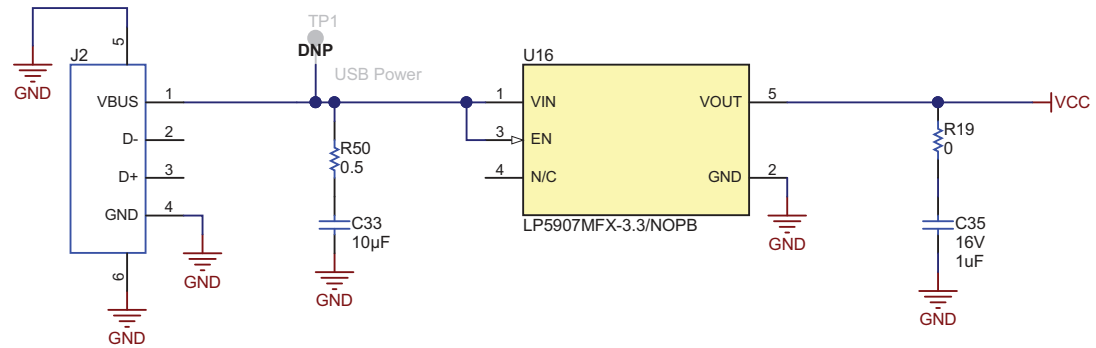 TP1
DNP
USB Power
5
J2
GND
VBUS
1
D-
2
D+
3
GND
4
6
GND
GND
R50
0.5
C33
10µF
GND
U16
1
VIN
VOUT
5
3
EN
4
N/C
GND
2
LP5907MFX-3.3/NOPB
GND
VCC
R19
0
C35
16V
1uF
GND